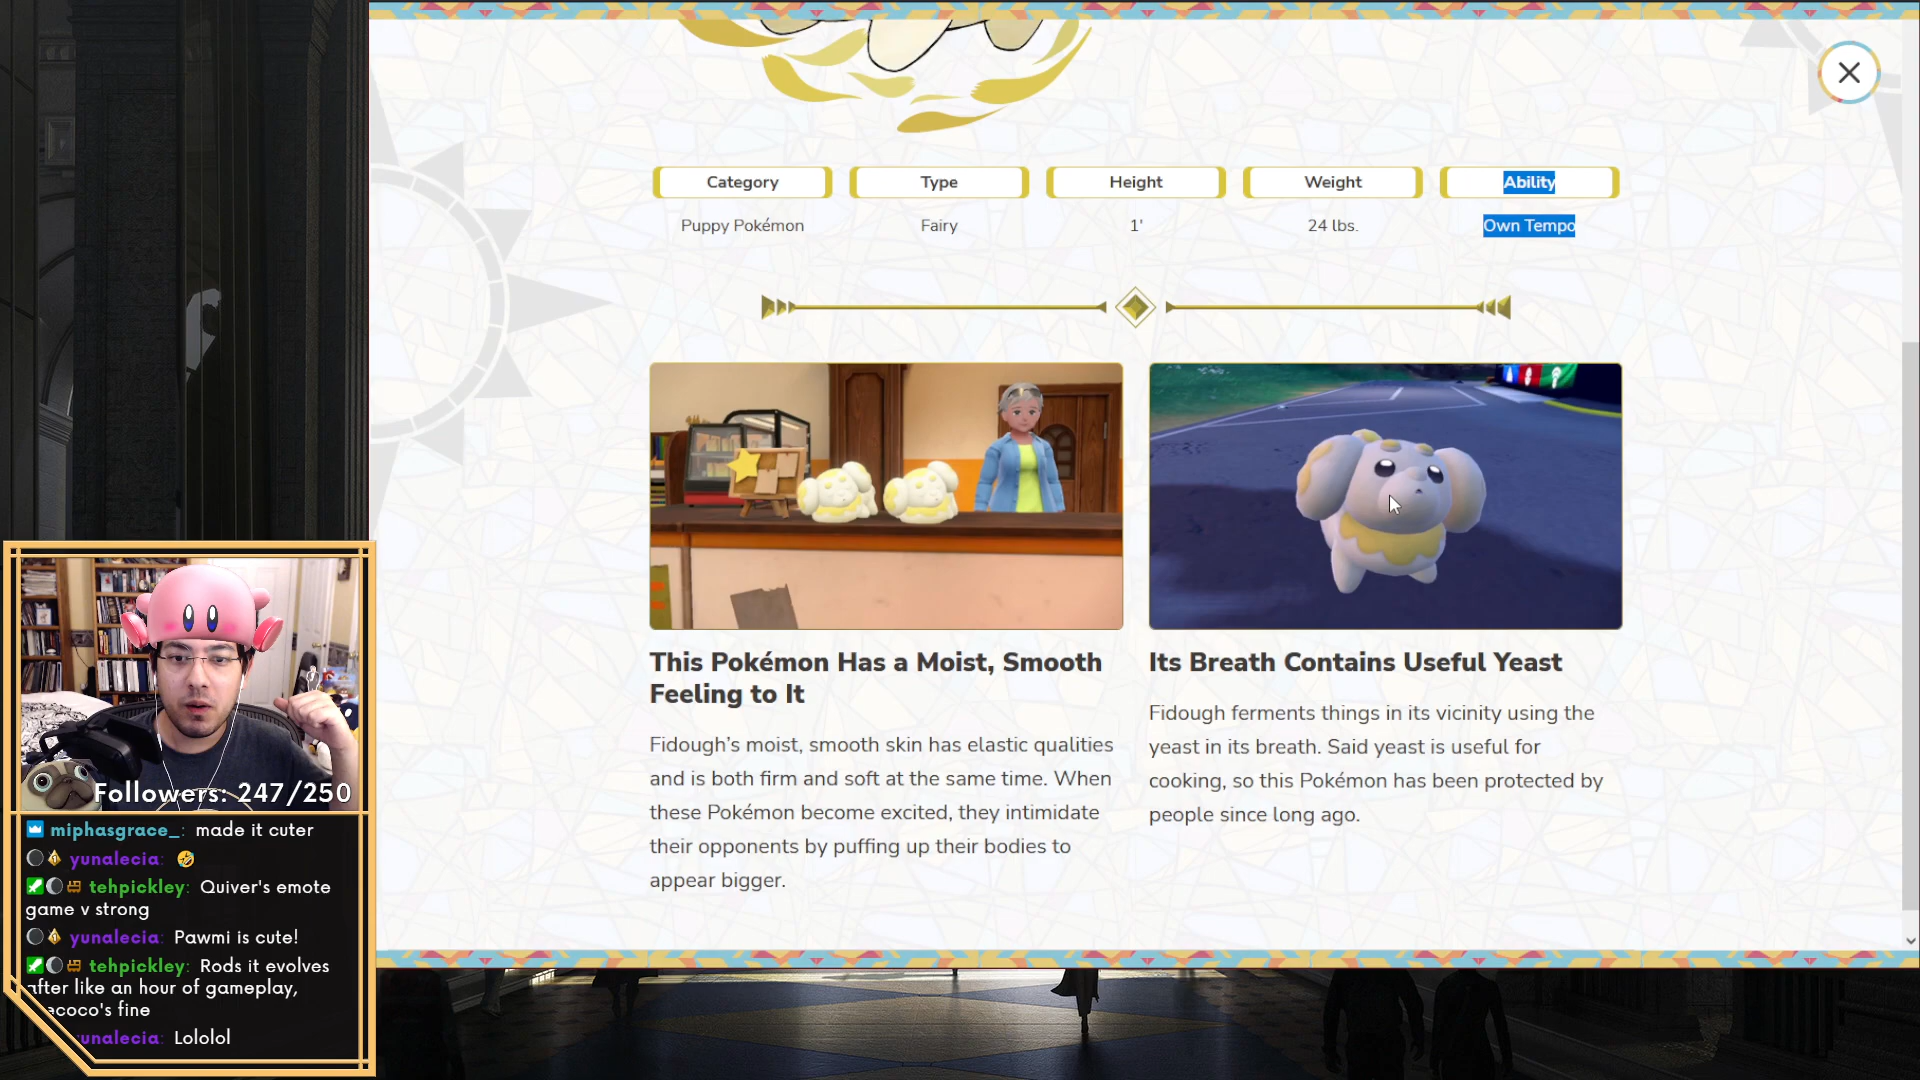 Category Type Height Weight Ability
Puppy Pokémon Fairy 1' 24 lbs. Own Tempo
This Pokémon Has a Moist, Smooth
Feeling to It
Fidough’s moist, smooth skin has elastic qualities
and is both firm and soft at the same time. When
these Pokémon become excited, they intimidate
their opponents by puffing up their bodies to
appear bigger.
Its Breath Contains Useful Yeast
Fidough ferments things in its vicinity using the
yeast in its breath. Said yeast is useful for
cooking, so this Pokémon has been protected by
people since long ago.
Followers: 247/250
miphasgrace_: made it cuter
yunalecia: 🤣
tehpickley: Quiver's emote
game v strong
yunalecia: Pawmi is cute!
tehpickley: Rods it evolves
after like an hour of gameplay,
ecoco's fine
unalecia: Lololol